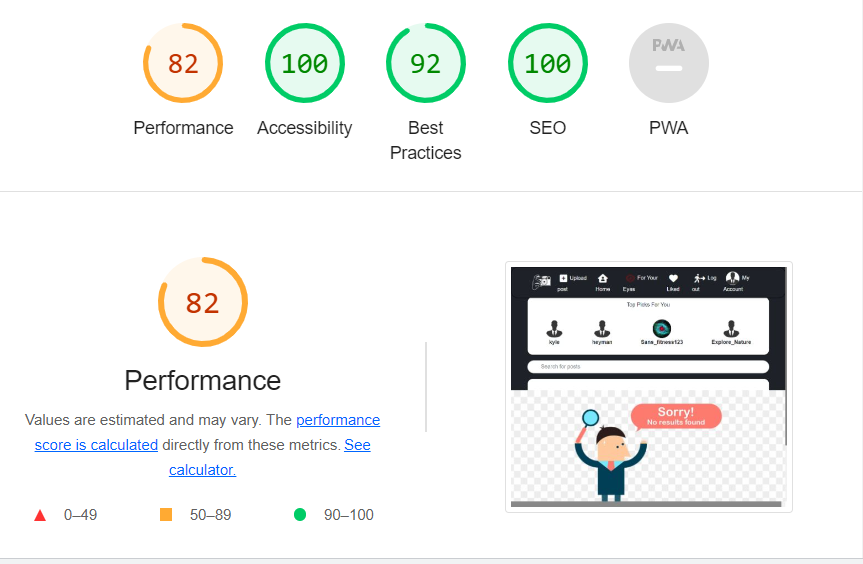 82
100
92
100
PWA
Performance
Accessibility
Best
Practices
SEO
PWA
82
Performance
Values are estimated and may vary. The performance
score is calculated directly from these metrics. See
calculator.
0–49
50–89
90–100
Upload
post
Home
For Your
Eyes
Liked
Log
out
My
Account
Top Picks For You
kyle
heyman
Sans_fitness123
Explore_Nature
Search for posts
Sorry!
No results found